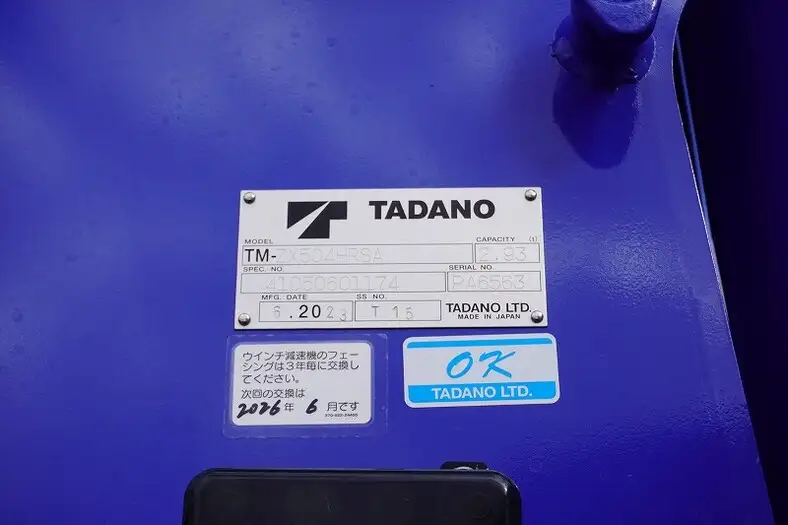 TADANO
MODEL
CAPACITY (t)
TM-ZX504HRSA
2.93
SPEC. NO.
SERIAL NO.
41050601174
PA6563
MFG. DATE
SS NO.
6.2023
T 15
TADANO LTD.
MADE IN JAPAN
ウインチ減速機のフェー
シングは3年毎に交換し
てください。
次回の交換は
2026年 6月です
OK
TADANO LTD.